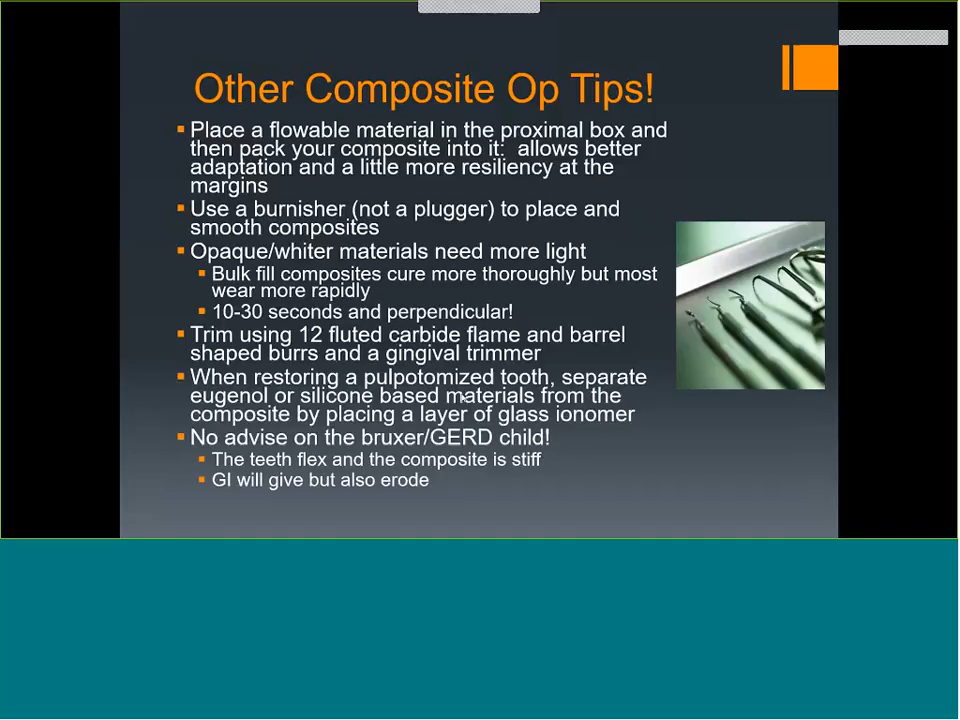 Other Composite Op Tips!
Place a flowable material in the proximal box and
then pack your composite into it:  allows better
adaptation and a little more resiliency at the
margins
Use a burnisher (not a plugger) to place and
smooth composites
Opaque/whiter materials need more light
Bulk fill composites cure more thoroughly but most
wear more rapidly
10-30 seconds and perpendicular!
Trim using 12 fluted carbide flame and barrel
shaped burrs and a gingival trimmer
When restoring a pulpotomized tooth, separate
eugenol or silicone based materials from the
composite by placing a layer of glass ionomer
No advise on the bruxer/GERD child!
The teeth flex and the composite is stiff
GI will give but also erode